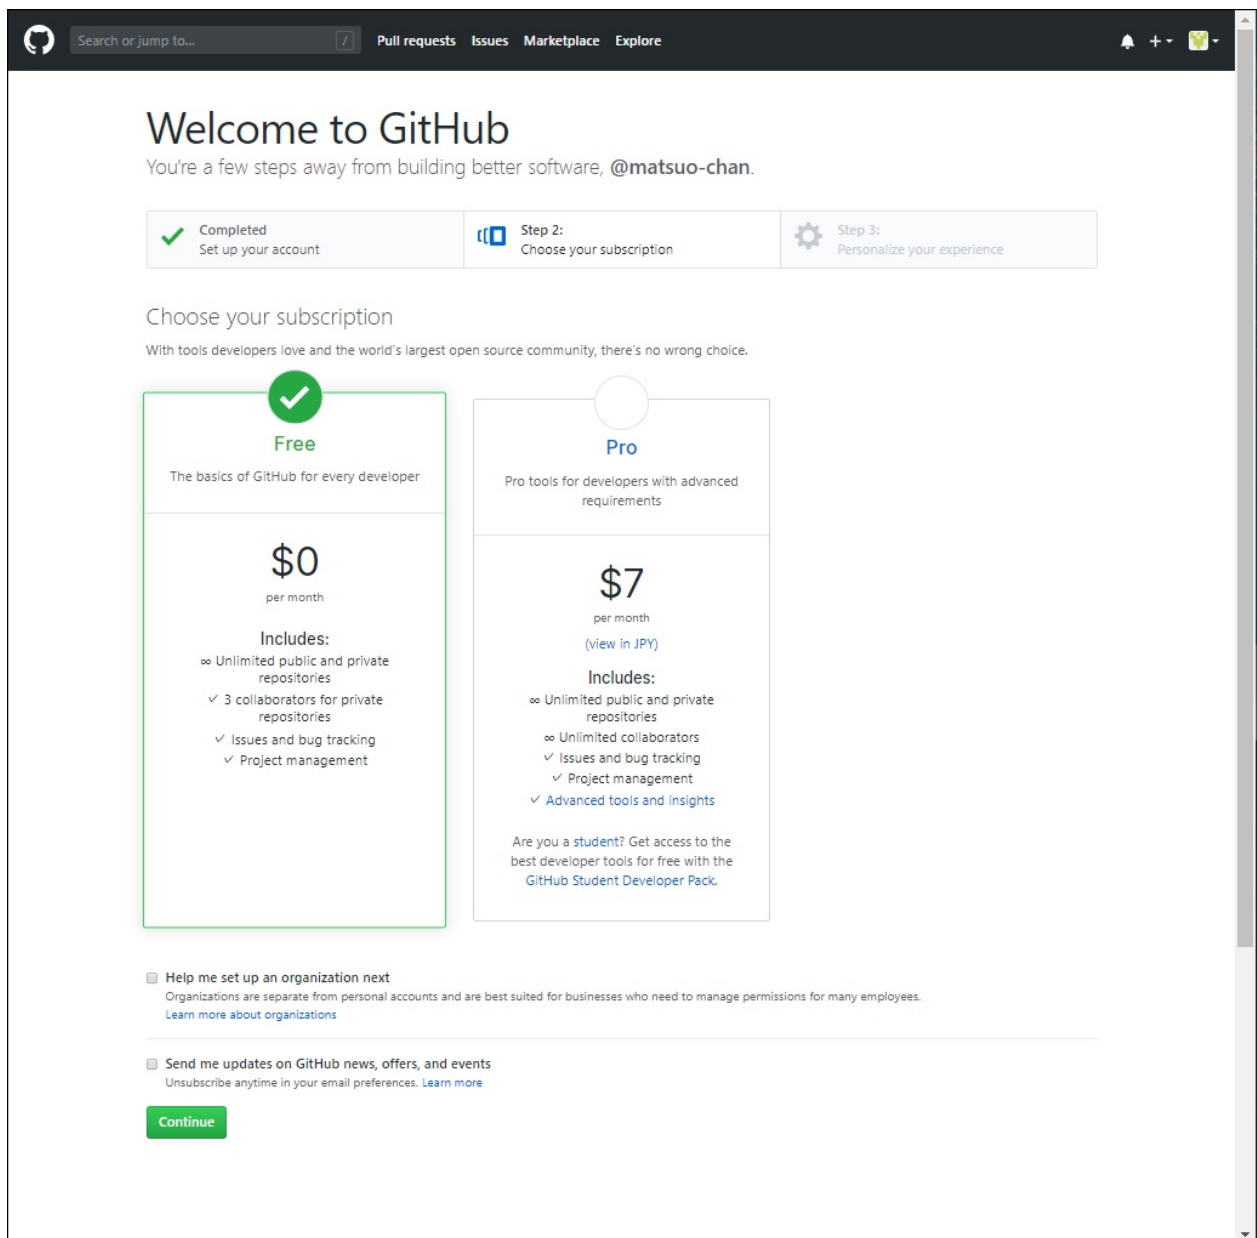 Search or jump to... / Pull requests Issues Marketplace Explore
Welcome to GitHub
You're a few steps away from building better software, @matsuo-chan.
Completed
Set up your account
Step 2:
Choose your subscription
Step 3:
Personalize your experience
Choose your subscription
With tools developers love and the world's largest open source community, there's no wrong choice.
Free
The basics of GitHub for every developer
$0
per month
Includes:
∞ Unlimited public and private
repositories
✓ 3 collaborators for private
repositories
✓ Issues and bug tracking
✓ Project management
Pro
Pro tools for developers with advanced
requirements
$7
per month
(view in JPY)
Includes:
∞ Unlimited public and private
repositories
∞ Unlimited collaborators
✓ Issues and bug tracking
✓ Project management
✓ Advanced tools and insights
Are you a student? Get access to the
best developer tools for free with the
GitHub Student Developer Pack.
Help me set up an organization next
Organizations are separate from personal accounts and are best suited for businesses who need to manage permissions for many employees.
Learn more about organizations
Send me updates on GitHub news, offers, and events
Unsubscribe anytime in your email preferences. Learn more
Continue